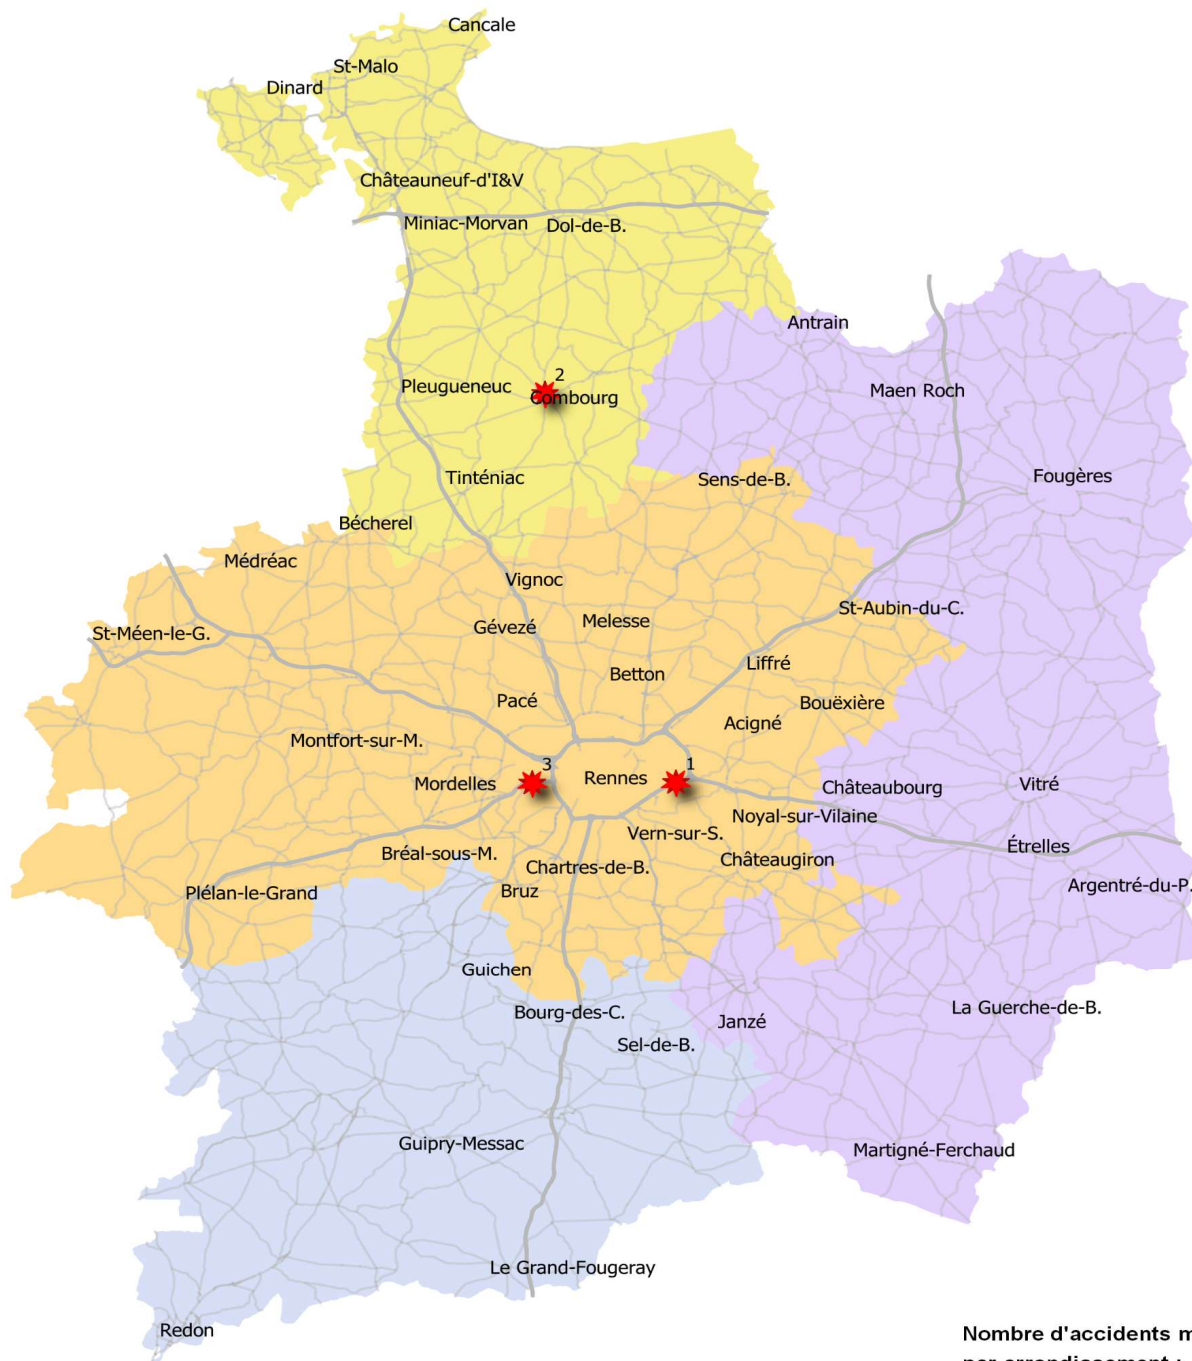 Cancale
St-Malo
Dinard
Châteauneuf-d'I&V
Miniac-Morvan
Dol-de-B.
Antrain
2
Pleugueneuc
Combourg
Maen Roch
Tinténiac
Sens-de-B.
Fougères
Bécherel
Médréac
Vignoc
St-Aubin-du-C.
Melesse
Gévezé
St-Méen-le-G.
Liffré
Betton
Pacé
Bouëxière
Acigné
Montfort-sur-M.
3
1
Rennes
Mordelles
Châteaubourg
Vitré
Noyal-sur-Vilaine
Vern-sur-S.
Étrelles
Bréal-sous-M.
Châteaugiron
Chartres-de-B.
Argentré-du-P.
Plélan-le-Grand
Bruz
Guichen
La Guerche-de-B.
Bourg-des-C.
Janzé
Sel-de-B.
Guipry-Messac
Martigné-Ferchaud
Le Grand-Fougeray
Redon
Nombre d'accidents m